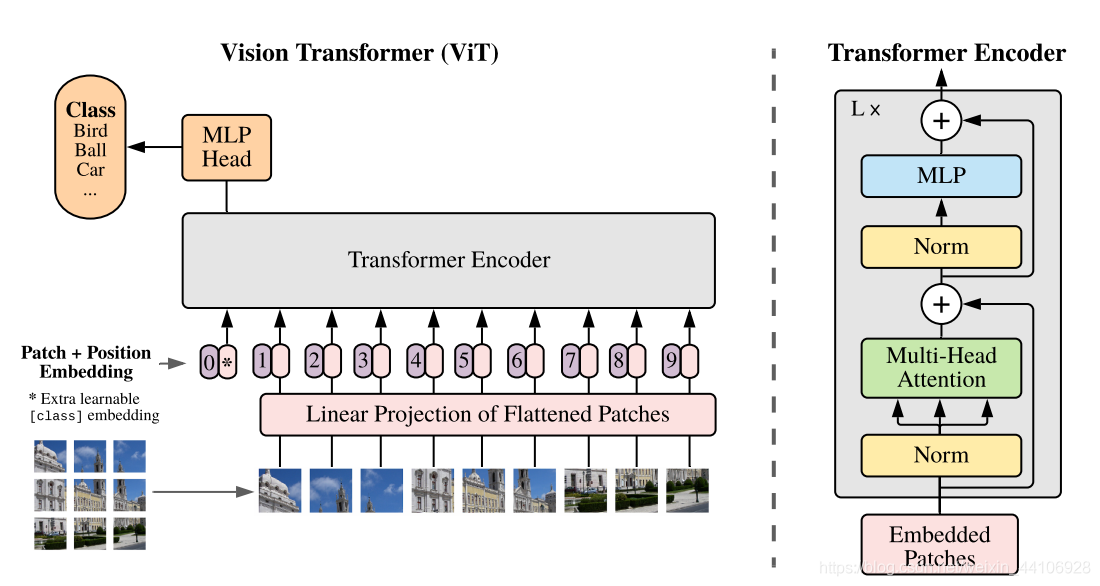 Vision Transformer (ViT)
Class
Bird
Ball
Car
...
MLP
Head
Transformer Encoder
Patch + Position
Embedding
0 * 1 2 3 4 5 6 7 8 9
* Extra learnable
[class] embedding
Linear Projection of Flattened Patches
Transformer Encoder
L ×
+
MLP
Norm
+
Multi-Head
Attention
Norm
Embedded
Patches
https://blog.csdn.net/weixin_44106928